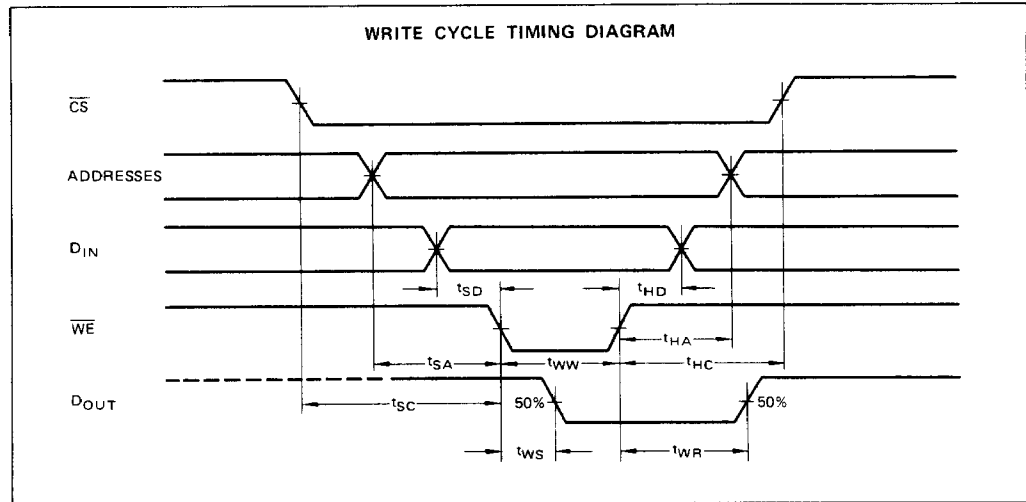 WRITE CYCLE TIMING DIAGRAM
CS
ADDRESSES
DIN
tSD
tHD
WE
tHA
tSA
tWW
tHC
DOUT
tSC
50%
50%
tWS
tWR